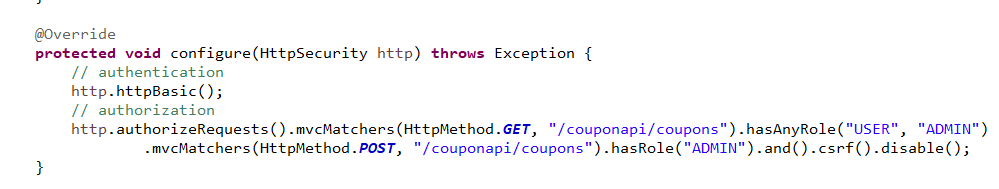 @Override
protected void configure(HttpSecurity http) throws Exception {
// authentication
http.httpBasic();
// authorization
http.authorizeRequests().mvcMatchers(HttpMethod.GET, "/couponapi/coupons").hasAnyRole("USER", "ADMIN")
.mvcMatchers(HttpMethod.POST, "/couponapi/coupons").hasRole("ADMIN").and().csrf().disable();
}